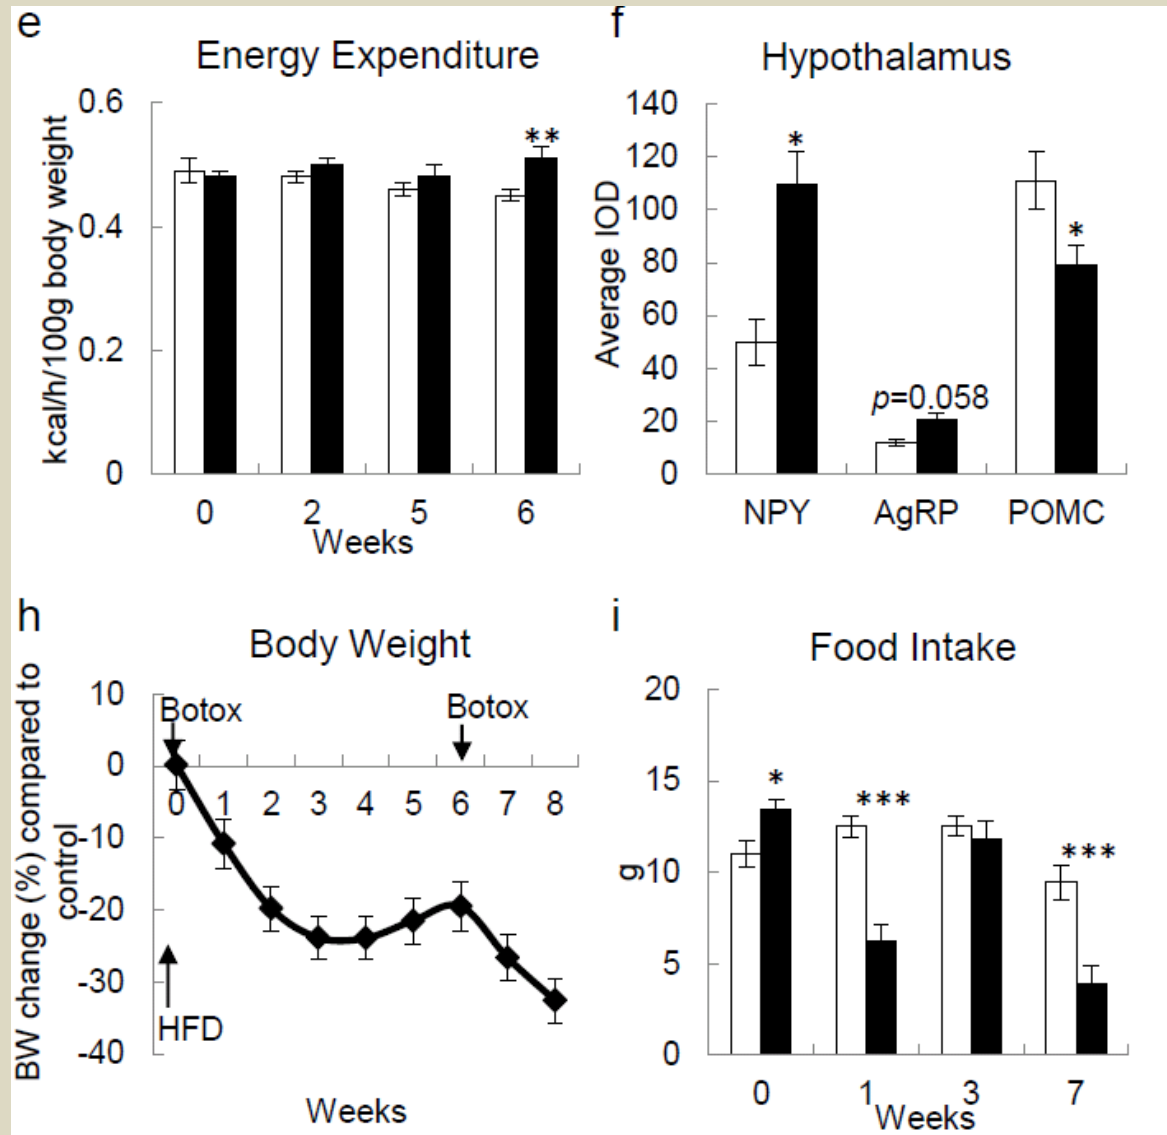 e
Energy Expenditure
kcal/h/100g body weight
0.6
0.4
0.2
0
**
0 2 5 6
Weeks
f
Hypothalamus
Average IOD
140
120
100
80
60
40
20
0
*
p=0.058
*
NPY AgRP POMC
h
Body Weight
BW change (%) compared to
control
10
0
-10
-20
-30
-40
Botox
Botox
0 1 2 3 4 5 6 7 8
HFD
Weeks
i
Food Intake
g
20
15
10
5
0
*
***
***
0 1 3 7
Weeks